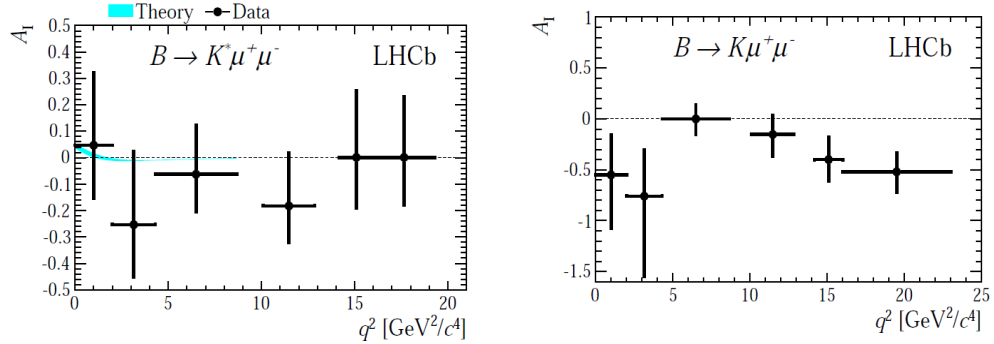 Theory Data
A_I
B → K*μ⁺μ⁻ LHCb
0.5
0.4
0.3
0.2
0.1
0
-0.1
-0.2
-0.3
-0.4
-0.5
0 5 10 15 20
q² [GeV²/c⁴]
A_I
B → Kμ⁺μ⁻ LHCb
1
0.5
0
-0.5
-1
-1.5
0 5 10 15 20 25
q² [GeV²/c⁴]